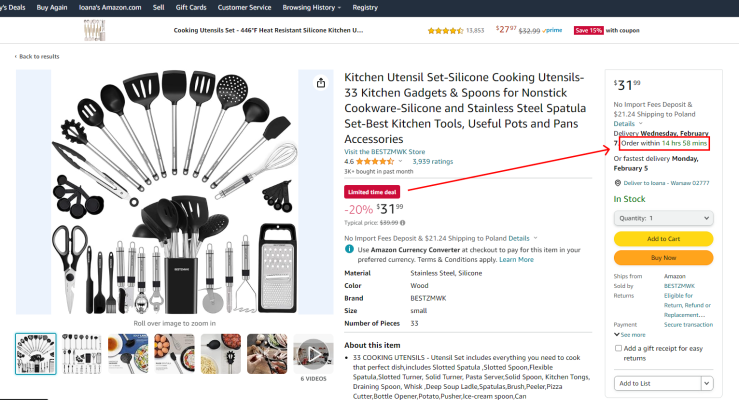 y's Deals Buy Again Ioana's Amazon.com Sell Gift Cards Customer Service Browsing History Registry
Cooking Utensils Set - 446°F Heat Resistant Silicone Kitchen U...
13,853 $27⁹⁷ $32.99 prime Save 15% with coupon
‹ Back to results
Kitchen Utensil Set-Silicone Cooking Utensils-
33 Kitchen Gadgets & Spoons for Nonstick
Cookware-Silicone and Stainless Steel Spatula
Set-Best Kitchen Tools, Useful Pots and Pans
Accessories
Visit the BESTZMWK Store
4.6 3,939 ratings
3K+ bought in past month
Limited time deal
-20% $31⁹⁹
Typical price: $39.99
No Import Fees Deposit & $21.24 Shipping to Poland Details
Use Amazon Currency Converter at checkout to pay for this item in your
preferred currency. Terms & Conditions apply. Learn More
Material Stainless Steel, Silicone
Color Wood
Brand BESTZMWK
Size small
Number of Pieces 33
About this item
• 33 COOKING UTENSILS - Utensil Set includes everything you need to cook
that perfect dish,includes Slotted Spatula ,Slotted Spoon,Flexible
Spatula,Slotted Turner, Solid Turner, Pasta Server,Solid Spoon, Kitchen Tongs,
Draining Spoon, Whisk ,Deep Soup Ladle,Spatulas,Brush,Peeler,Pizza
Cutter,Bottle Opener,Potato,Pusher,Ice-cream spoon,Can
BESTZMWK
Roll over image to zoom in
6 VIDEOS
$31⁹⁹
No Import Fees Deposit &
$21.24 Shipping to Poland
Details
Delivery Wednesday, February
7. Order within 14 hrs 58 mins
Or fastest delivery Monday,
February 5
Deliver to Ioana - Warsaw 02777
In Stock
Quantity: 1
Add to Cart
Buy Now
Ships from Amazon
Sold by BESTZMWK
Returns Eligible for
Return, Refund or
Replacement...
Payment Secure transaction
See more
Add a gift receipt for easy
returns
Add to List